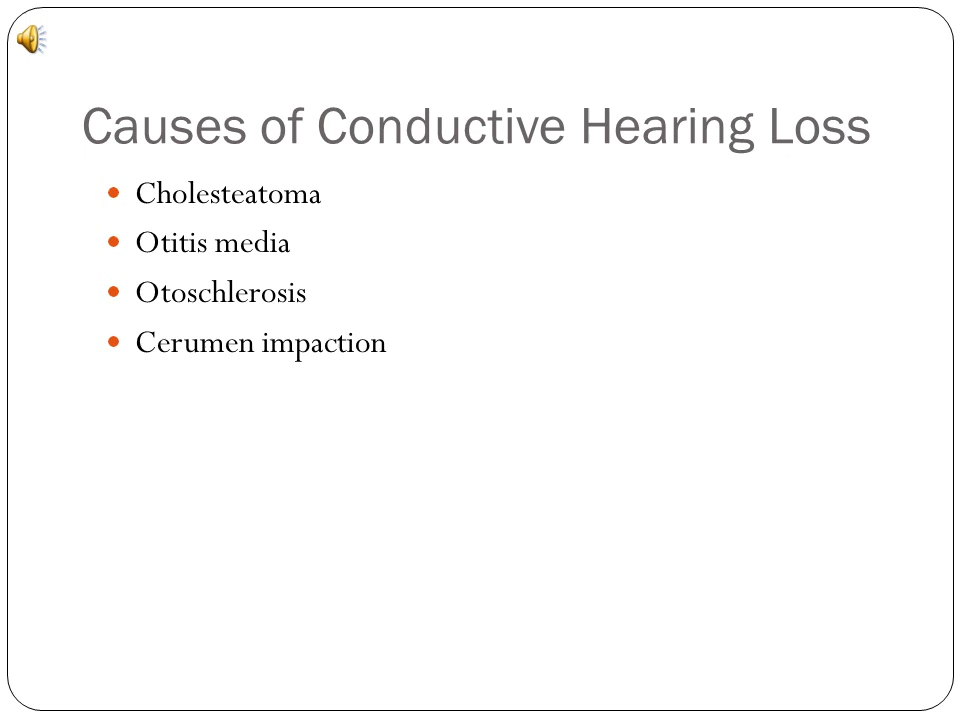 Causes of Conductive Hearing Loss
Cholesteatoma
Otitis media
Otoschlerosis
Cerumen impaction